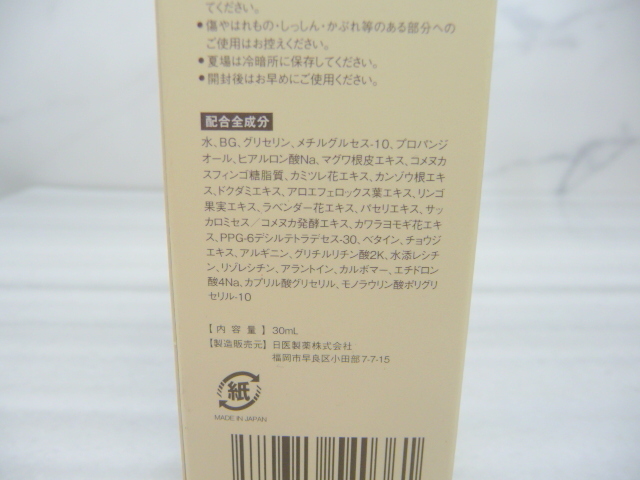 てください。
●傷やはれもの・しっしん・かぶれ等のある部分への
ご使用はお控えください。
●夏場は冷暗所に保存してください。
●開封後はお早めにご使用ください。
配合全成分
水、BG、グリセリン、メチルグルセス-10、プロパンジ
オール、ヒアルロン酸Na、マグワ根皮エキス、コメヌカ
スフィンゴ糖脂質、カミツレ花エキス、カンゾウ根エキ
ス、ドクダミエキス、アロエフェロックス葉エキス、リンゴ
果実エキス、ラベンダー花エキス、パセリエキス、サッ
カロミセス／コメヌカ発酵エキス、カワラヨモギ花エキ
ス、PPG-6デシルテトラデセス-30、ベタイン、チョウジ
エキス、アルギニン、グリチルリチン酸2K、水添レシチ
ン、リゾレシチン、アラントイン、カルボマー、エチドロン
酸4Na、カプリル酸グリセリル、モノラウリン酸ポリグリ
セリル-10
【内容量】30mL
【製造販売元】日医製薬株式会社
福岡市早良区小田部7-7-15
紙
MADE IN JAPAN